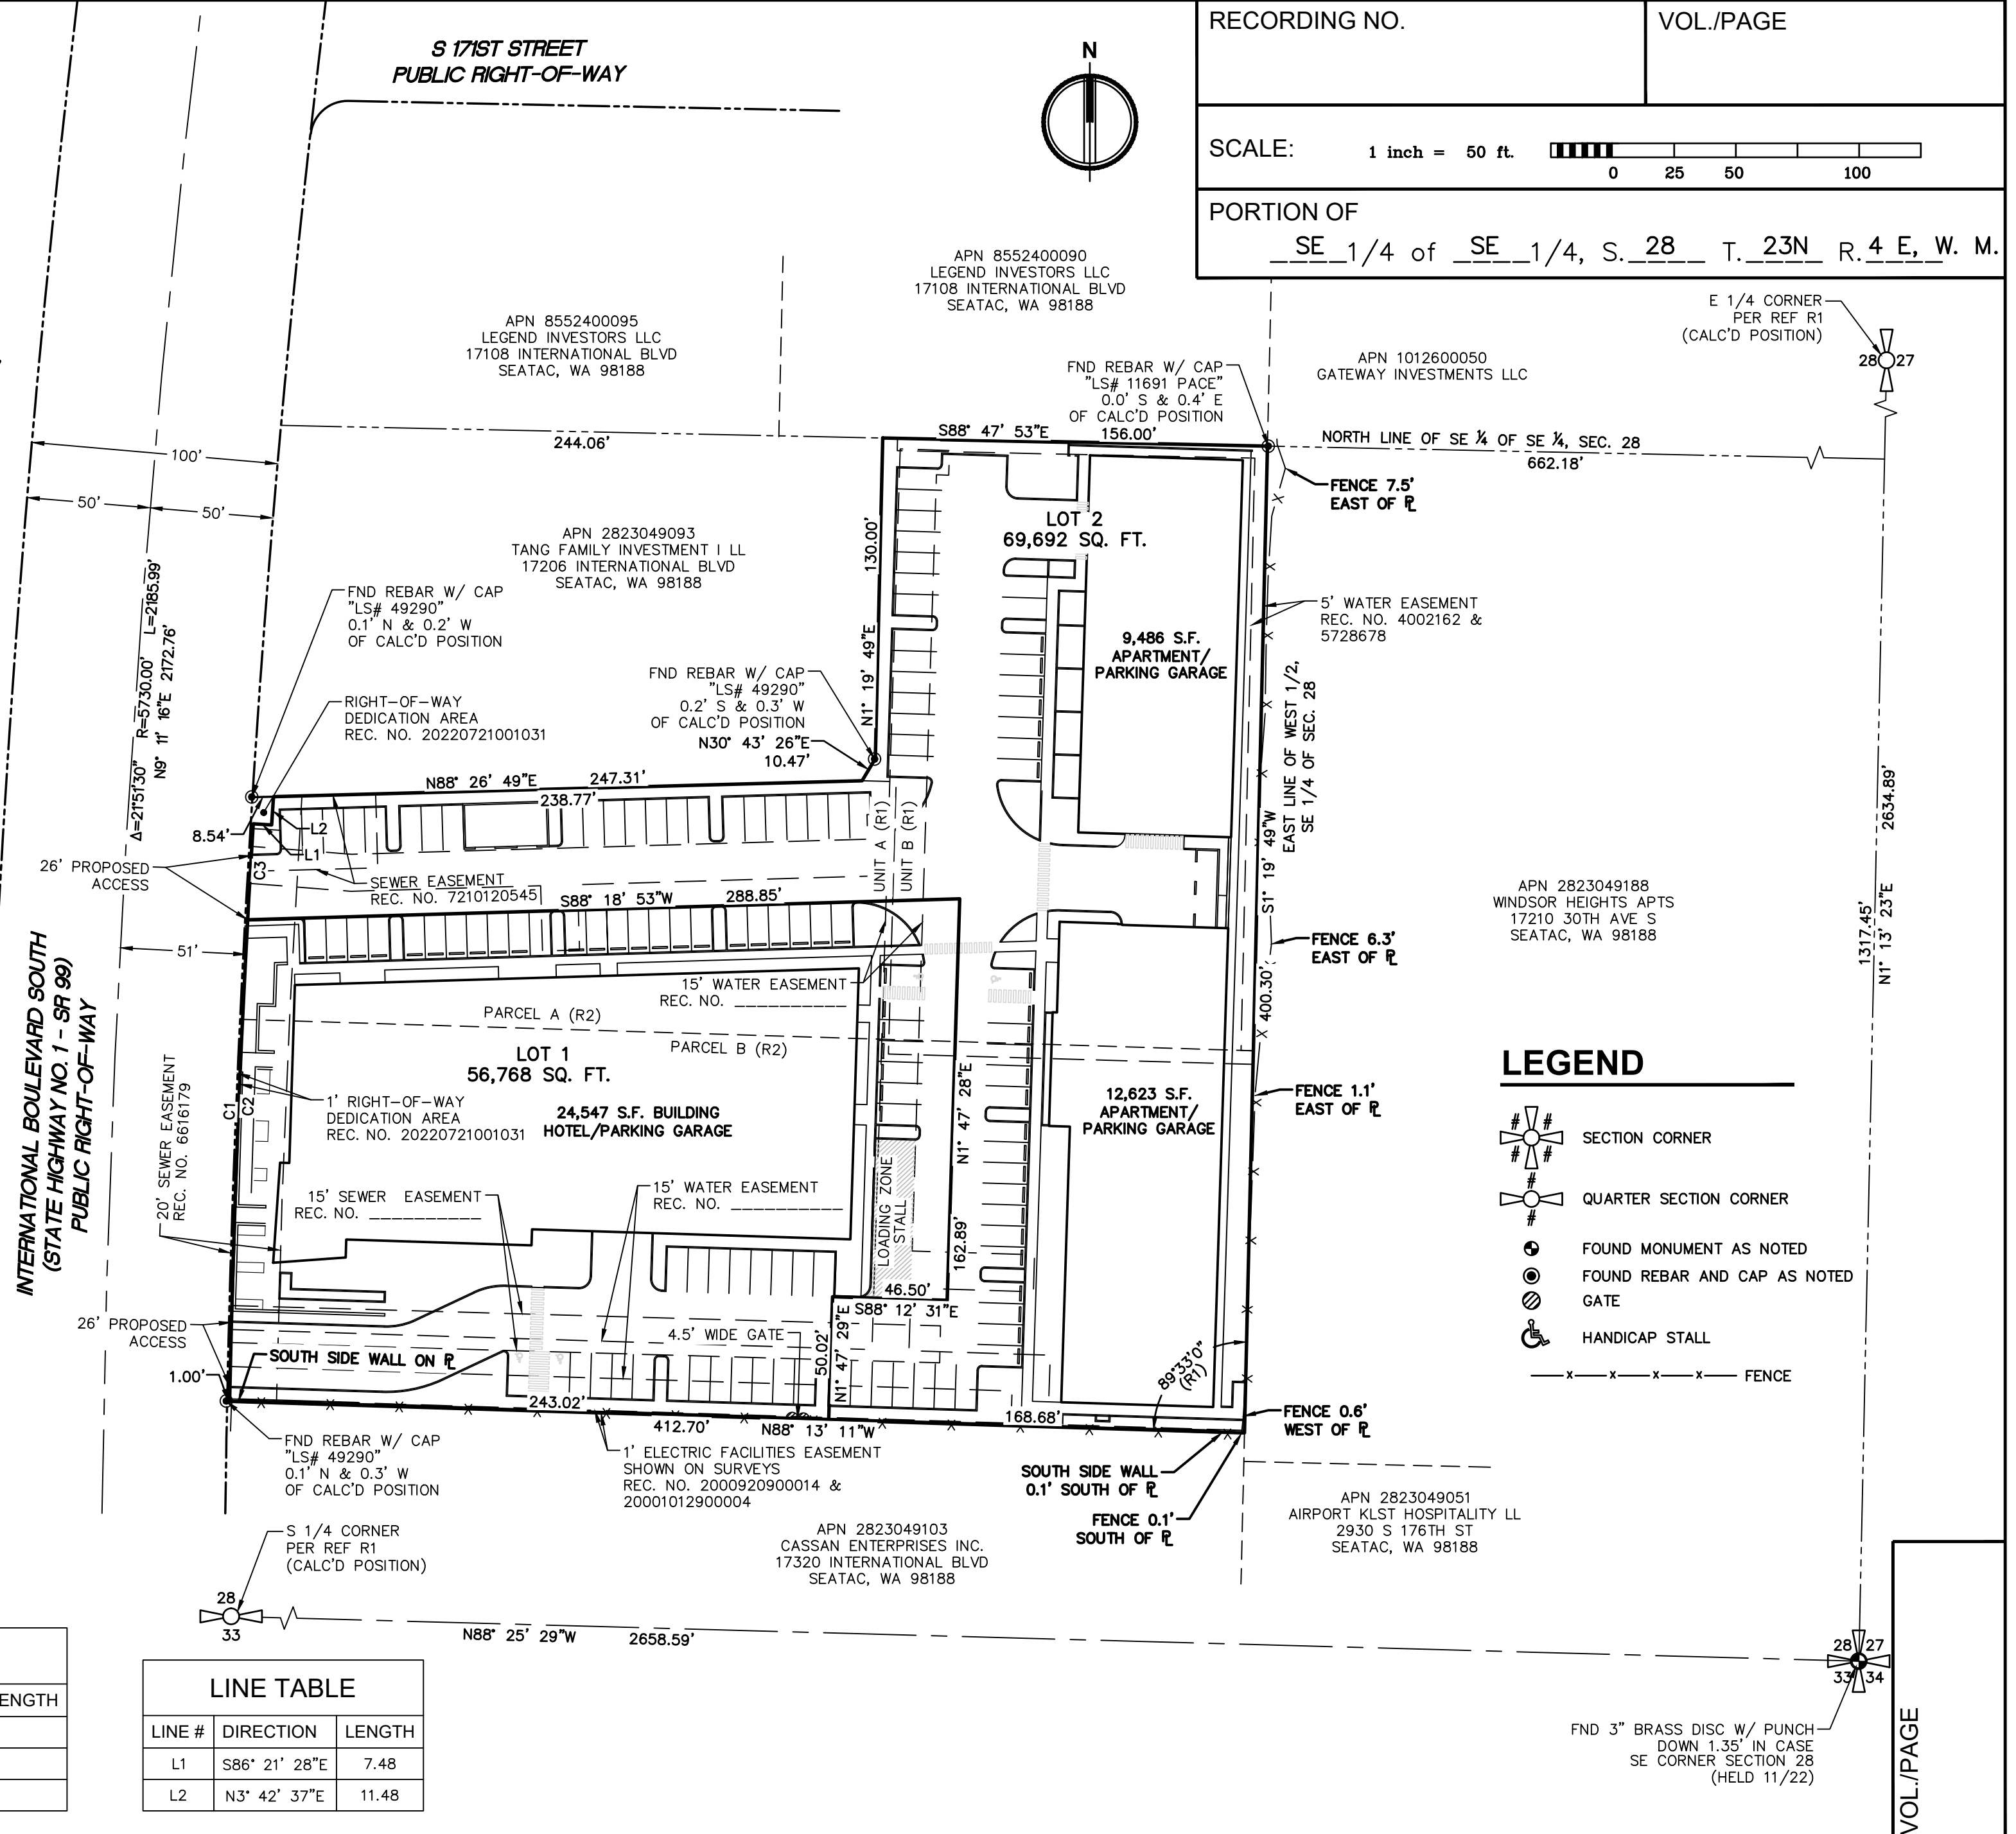 RECORDING NO.
VOL./PAGE
SCALE:
1 inch = 50 ft.
0 25 50 100
PORTION OF
SE 1/4 of SE 1/4, S. 28 T. 23N R. 4 E, W. M.
S 171ST STREET
PUBLIC RIGHT-OF-WAY
N
APN 8552400090
LEGEND INVESTORS LLC
17108 INTERNATIONAL BLVD
SEATAC, WA 98188
APN 8552400095
LEGEND INVESTORS LLC
17108 INTERNATIONAL BLVD
SEATAC, WA 98188
E 1/4 CORNER
PER REF R1
(CALC'D POSITION)
28 27
FND REBAR W/ CAP
"LS# 11691 PACE"
0.0' S & 0.4' E
OF CALC'D POSITION
APN 1012600050
GATEWAY INVESTMENTS LLC
244.06'
S88° 47' 53"E 156.00'
NORTH LINE OF SE 1/4 OF SE 1/4, SEC. 28
662.18'
100'
50'
50'
FENCE 7.5'
EAST OF PL
LOT 2
69,692 SQ. FT.
APN 2823049093
TANG FAMILY INVESTMENT I LL
17206 INTERNATIONAL BLVD
SEATAC, WA 98188
130.00'
N1° 19' 49"E
FND REBAR W/ CAP
"LS# 49290"
0.1' N & 0.2' W
OF CALC'D POSITION
5' WATER EASEMENT
REC. NO. 4002162 &
5728678
9,486 S.F.
APARTMENT/
PARKING GARAGE
FND REBAR W/ CAP
"LS# 49290"
0.2' S & 0.3' W
OF CALC'D POSITION
N30° 43' 26"E
10.47'
EAST LINE OF WEST 1/2,
SE 1/4 OF SEC. 28
RIGHT-OF-WAY
DEDICATION AREA
REC. NO. 20220721001031
Δ=21°51'30" R=5730.00' L=2185.99'
N9° 11' 16"E 2172.76'
N88° 26' 49"E 247.31'
238.77'
8.54'
L2
L1
C3
26' PROPOSED
ACCESS
SEWER EASEMENT
REC. NO. 7210120545
UNIT A (R1)
UNIT B (R1)
S88° 18' 53"W 288.85'
S1° 19' 49"W
400.30'
2634.89'
1317.45'
N1° 13' 23"E
APN 2823049188
WINDSOR HEIGHTS APTS
17210 30TH AVE S
SEATAC, WA 98188
FENCE 6.3'
EAST OF PL
51'
INTERNATIONAL BOULEVARD SOUTH
(STATE HIGHWAY NO. 1 - SR 99)
PUBLIC RIGHT-OF-WAY
15' WATER EASEMENT
REC. NO. __________
PARCEL A (R2)
PARCEL B (R2)
LOT 1
56,768 SQ. FT.
24,547 S.F. BUILDING
HOTEL/PARKING GARAGE
1' RIGHT-OF-WAY
DEDICATION AREA
REC. NO. 20220721001031
C1
C2
20' SEWER EASEMENT
REC. NO. 6616179
N1° 47' 28"E
162.89'
12,623 S.F.
APARTMENT/
PARKING GARAGE
FENCE 1.1'
EAST OF PL
LEGEND
# # # #
SECTION CORNER
#
QUARTER SECTION CORNER
#
FOUND MONUMENT AS NOTED
FOUND REBAR AND CAP AS NOTED
GATE
HANDICAP STALL
x x x x FENCE
15' SEWER EASEMENT
REC. NO. __________
15' WATER EASEMENT
REC. NO. __________
LOADING ZONE
STALL
46.50'
S88° 12' 31"E
26' PROPOSED
ACCESS
4.5' WIDE GATE
50.02'
N1° 47' 29"E
SOUTH SIDE WALL ON PL
1.00'
89°33'0"
(R1)
243.02'
412.70'
N88° 13' 11"W
168.68'
FENCE 0.6'
WEST OF PL
FND REBAR W/ CAP
"LS# 49290"
0.1' N & 0.3' W
OF CALC'D POSITION
1' ELECTRIC FACILITIES EASEMENT
SHOWN ON SURVEYS
REC. NO. 2000920900014 &
20001012900004
SOUTH SIDE WALL
0.1' SOUTH OF PL
FENCE 0.1'
SOUTH OF PL
APN 2823049051
AIRPORT KLST HOSPITALITY LL
2930 S 176TH ST
SEATAC, WA 98188
APN 2823049103
CASSAN ENTERPRISES INC.
17320 INTERNATIONAL BLVD
SEATAC, WA 98188
S 1/4 CORNER
PER REF R1
(CALC'D POSITION)
28
33
N88° 25' 29"W 2658.59'
28 27
33 34
FND 3" BRASS DISC W/ PUNCH
DOWN 1.35' IN CASE
SE CORNER SECTION 28
(HELD 11/22)
LINE TABLE
LINE # DIRECTION LENGTH
L1 S86° 21' 28"E 7.48
L2 N3° 42' 37"E 11.48
VOL./PAGE